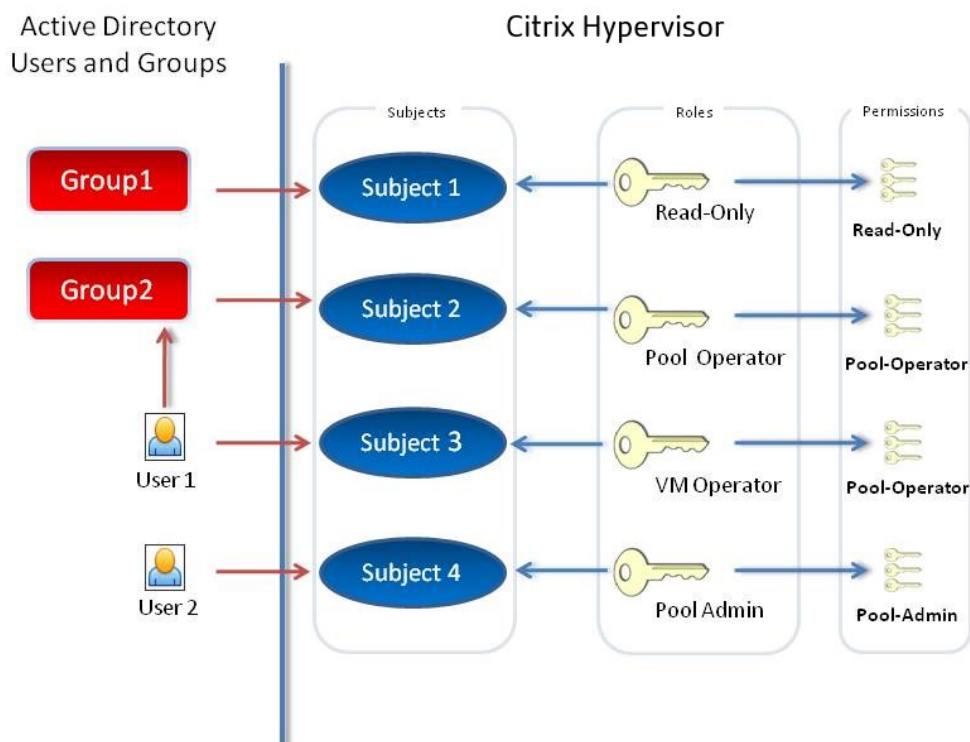 Active Directory
Users and Groups
Citrix Hypervisor
Subjects
Roles
Permissions
Group1
Subject 1
Read-Only
Read-Only
Group2
Subject 2
Pool Operator
Pool-Operator
User 1
Subject 3
VM Operator
Pool-Operator
User 2
Subject 4
Pool Admin
Pool-Admin